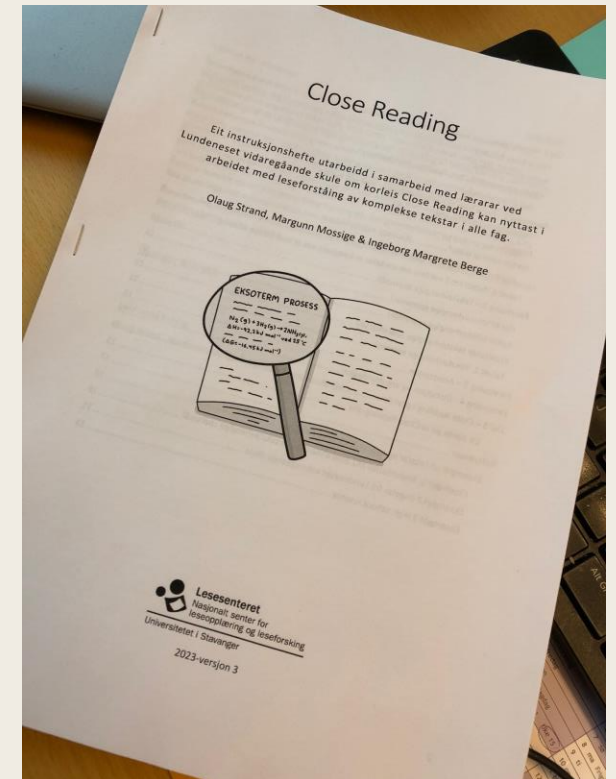 Close Reading
Eit instruksjonshefte utarbeidd i samarbeid med lærarar ved
Lundeneset vidaregåande skule om korleis Close Reading kan nyttast i
arbeidet med leseforståing av komplekse tekstar i alle fag.
Olaug Strand, Margunn Mossige & Ingeborg Margrete Berge
EKSOTERM PROSESS
Lesesenteret
Nasjonalt senter for
leseopplæring og leseforsking
Universitetet i Stavanger
2023-versjon 3
Alt Gr